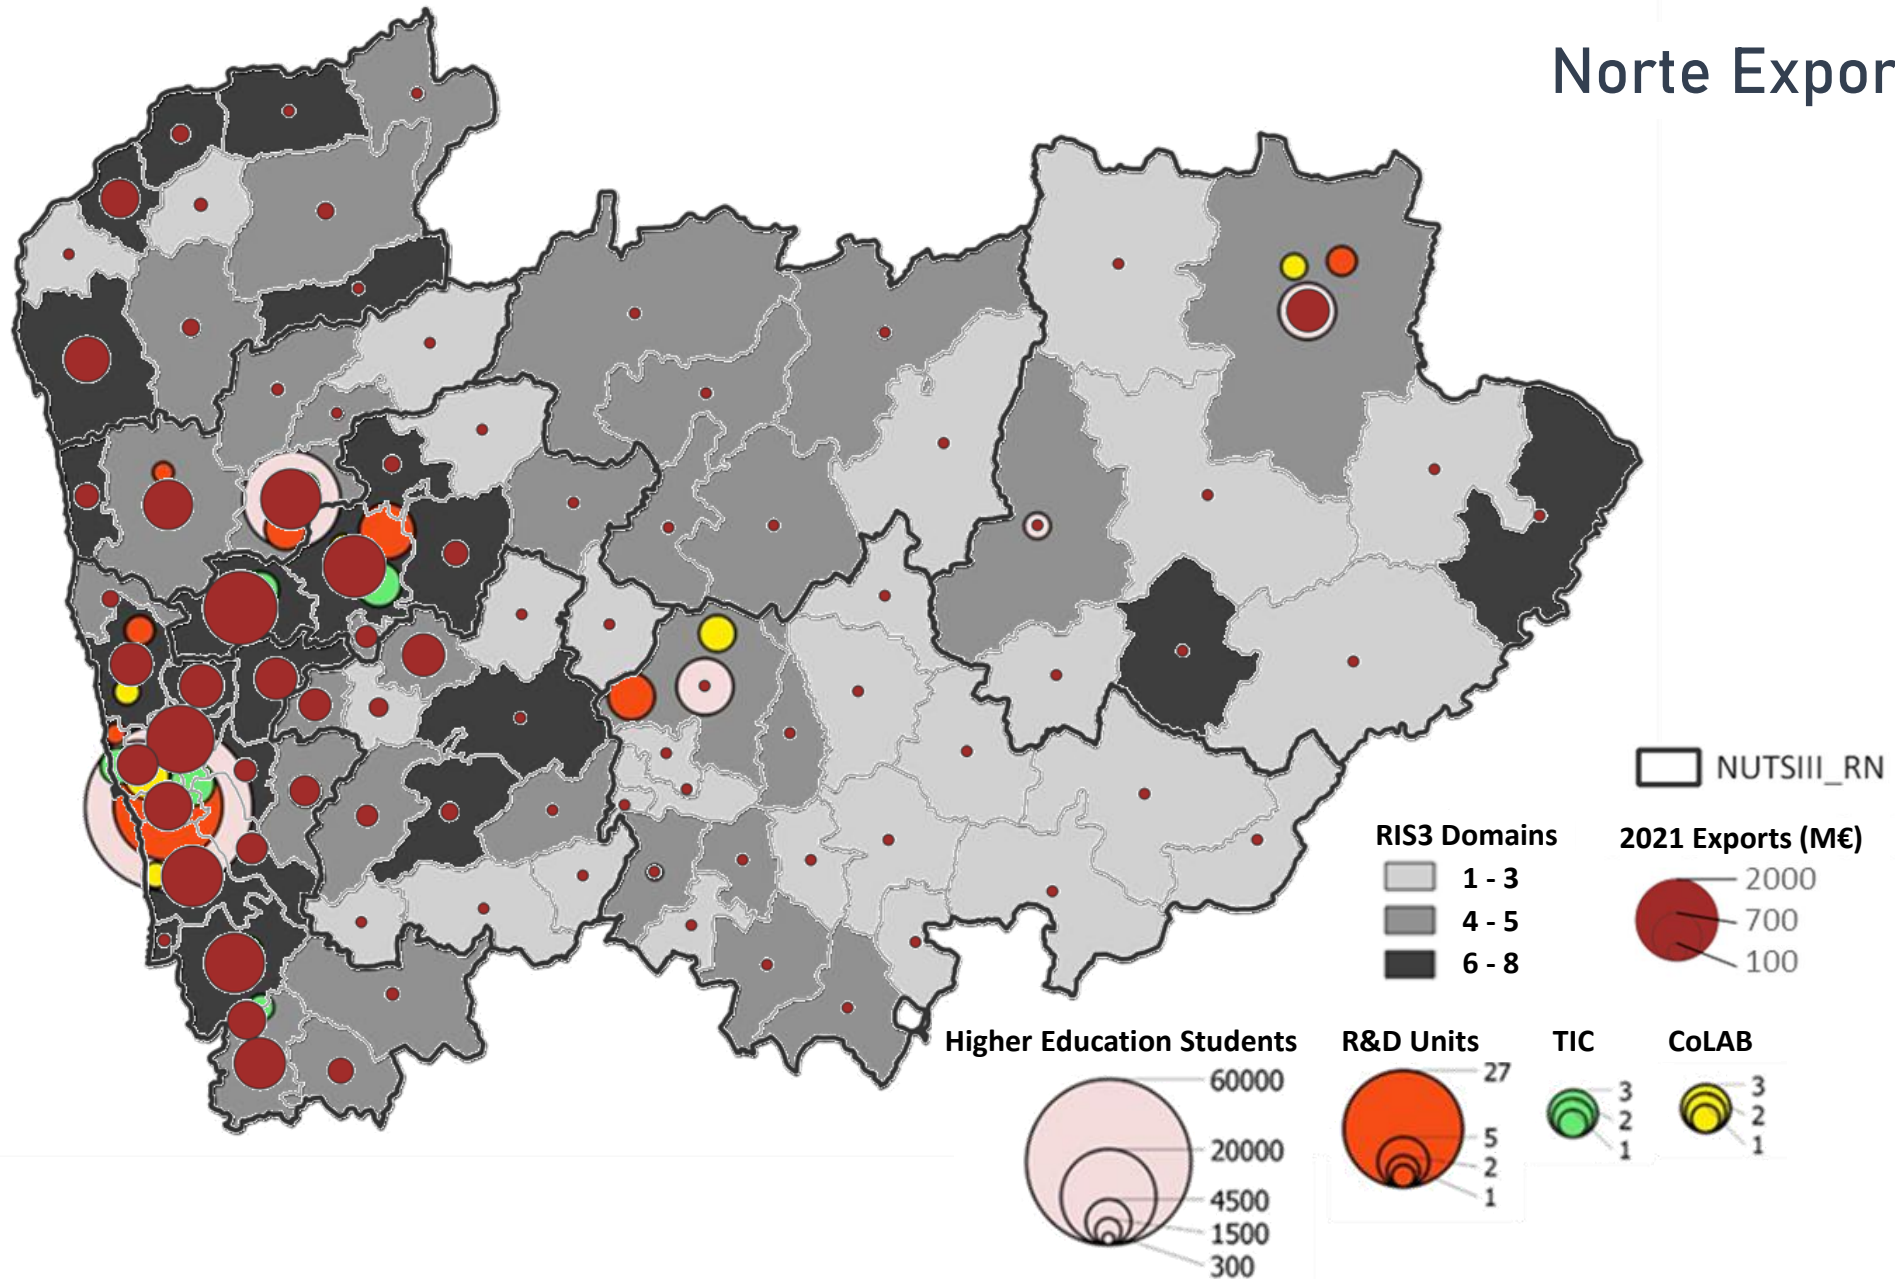 Norte Expor
NUTSIII_RN
RIS3 Domains
1 - 3
4 - 5
6 - 8
2021 Exports (M€)
2000
700
100
Higher Education Students
60000
20000
4500
1500
300
R&D Units
27
5
2
1
TIC
3
2
1
CoLAB
3
2
1